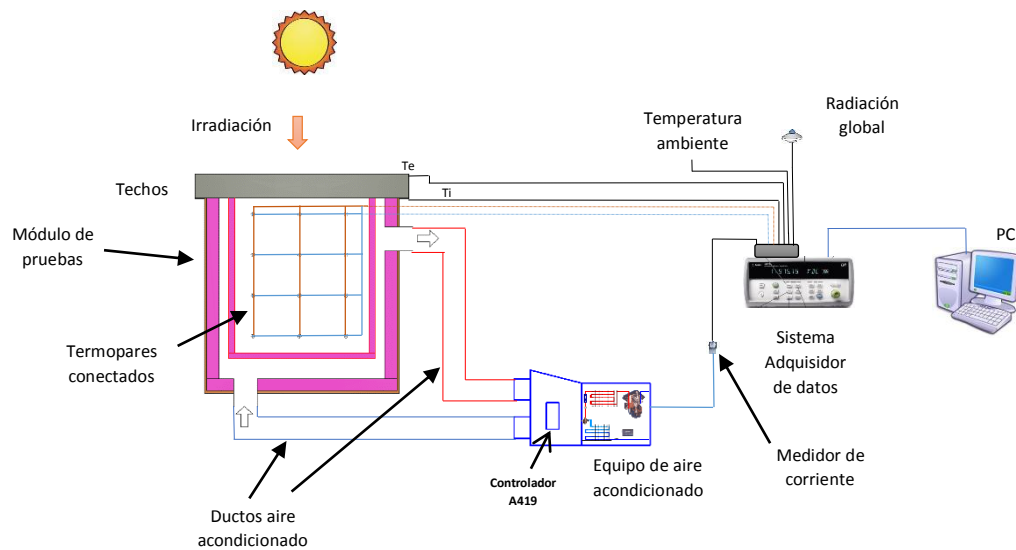 Irradiación
Temperatura
ambiente
Radiación
global
Te
Techos
Ti
Módulo de
pruebas
PC
Termopares
conectados
Sistema
Adquisidor
de datos
Controlador
A419
Equipo de aire
acondicionado
Medidor de
corriente
Ductos aire
acondicionado